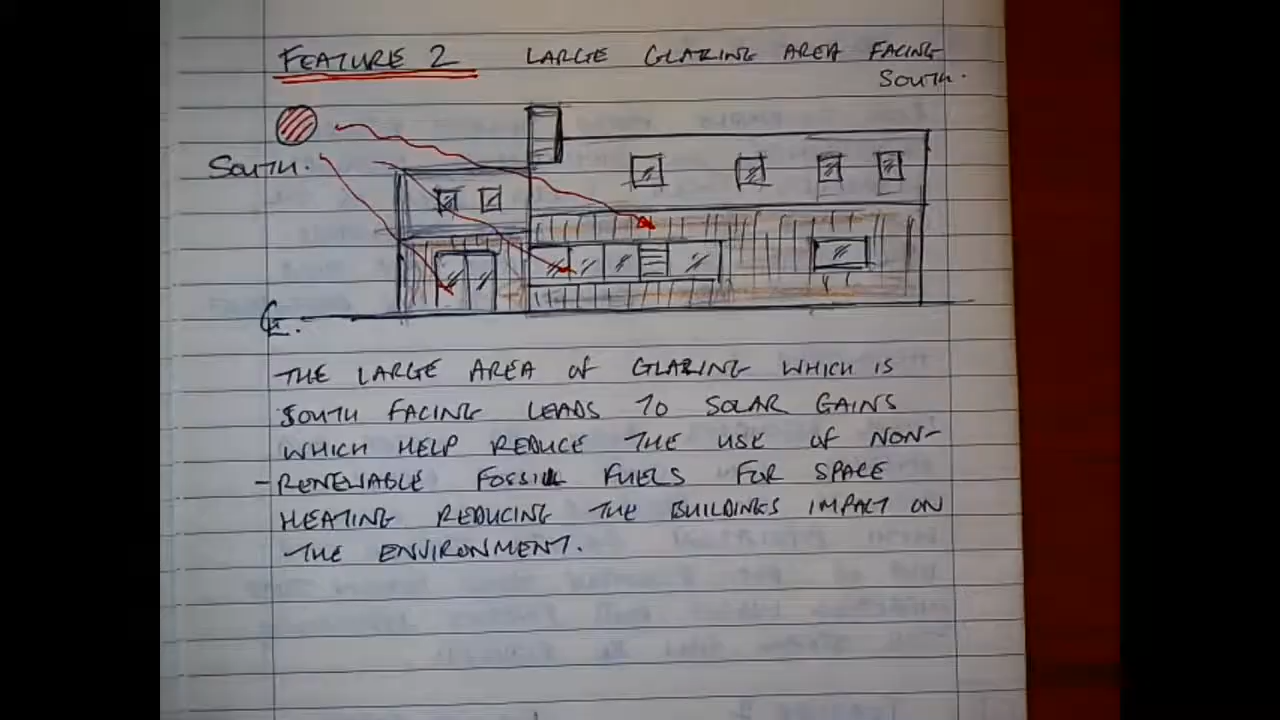 FEATURE 2 LARGE GLAZING AREA FACING
SOUTH.
SOUTH.
THE LARGE AREA OF GLAZING WHICH IS
SOUTH FACING LEADS TO SOLAR GAINS
WHICH HELP REDUCE THE USE OF NON-
-RENEWABLE FOSSIL FUELS FOR SPACE
HEATING REDUCING THE BUILDINGS IMPACT ON
THE ENVIRONMENT.